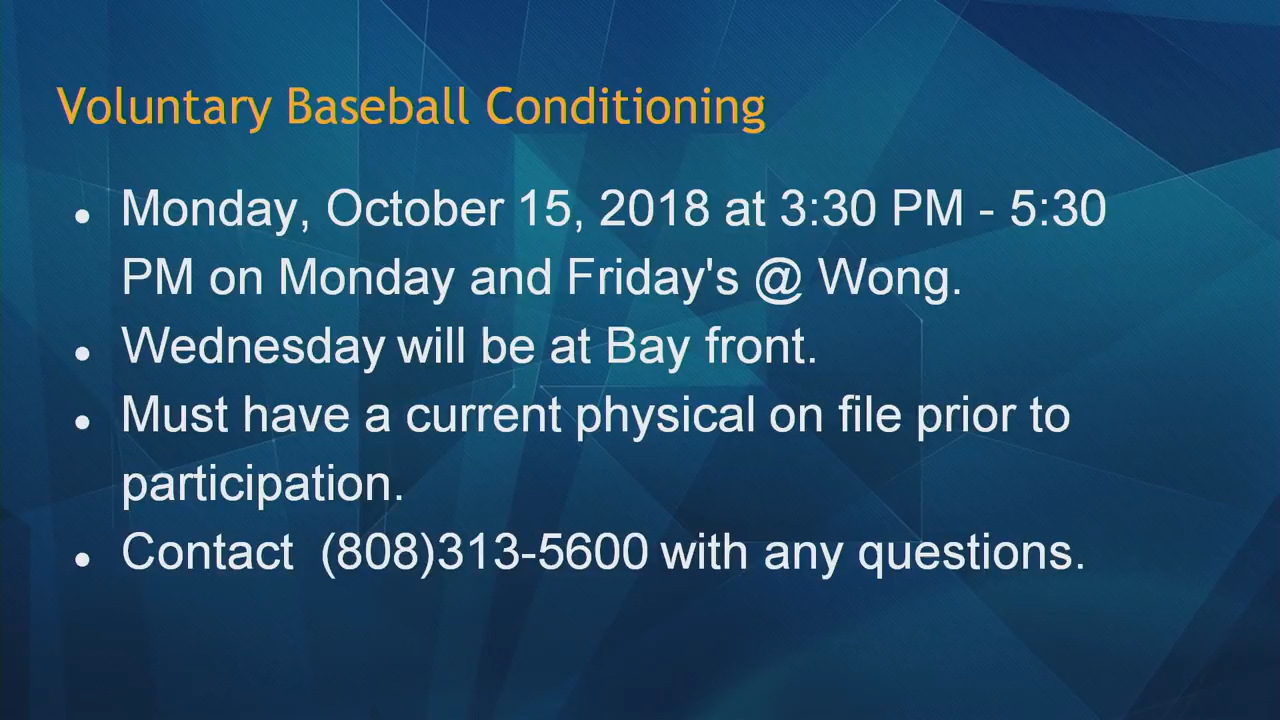 Voluntary Baseball Conditioning
● Monday, October 15, 2018 at 3:30 PM - 5:30
PM on Monday and Friday's @ Wong.
● Wednesday will be at Bay front.
● Must have a current physical on file prior to
participation.
● Contact  (808)313-5600 with any questions.